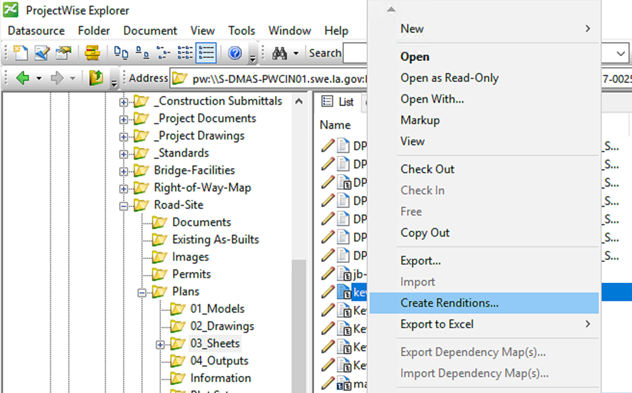 ProjectWise Explorer
Datasource Folder Document View Tools Window Help
Search
Address pw:\\S-DMAS-PWCIN01.swe.la.gov:
7-0025
_Construction Submittals
_Project Documents
_Project Drawings
_Standards
Bridge-Facilities
Right-of-Way-Map
Road-Site
Documents
Existing As-Builts
Images
Permits
Plans
01_Models
02_Drawings
03_Sheets
04_Outputs
Information
List
Name
DP
_S...
DP
_S...
DP
_S...
DP
_S...
DP
_S...
DP
_S...
DP
_S...
jb-
ke
Ke
Ke
Ke
Ke
ma
New
Open
Open as Read-Only
Open With...
Markup
View
Check Out
Check In
Free
Copy Out
Export...
Import
Create Renditions...
Export to Excel
Export Dependency Map(s)...
Import Dependency Map(s)...